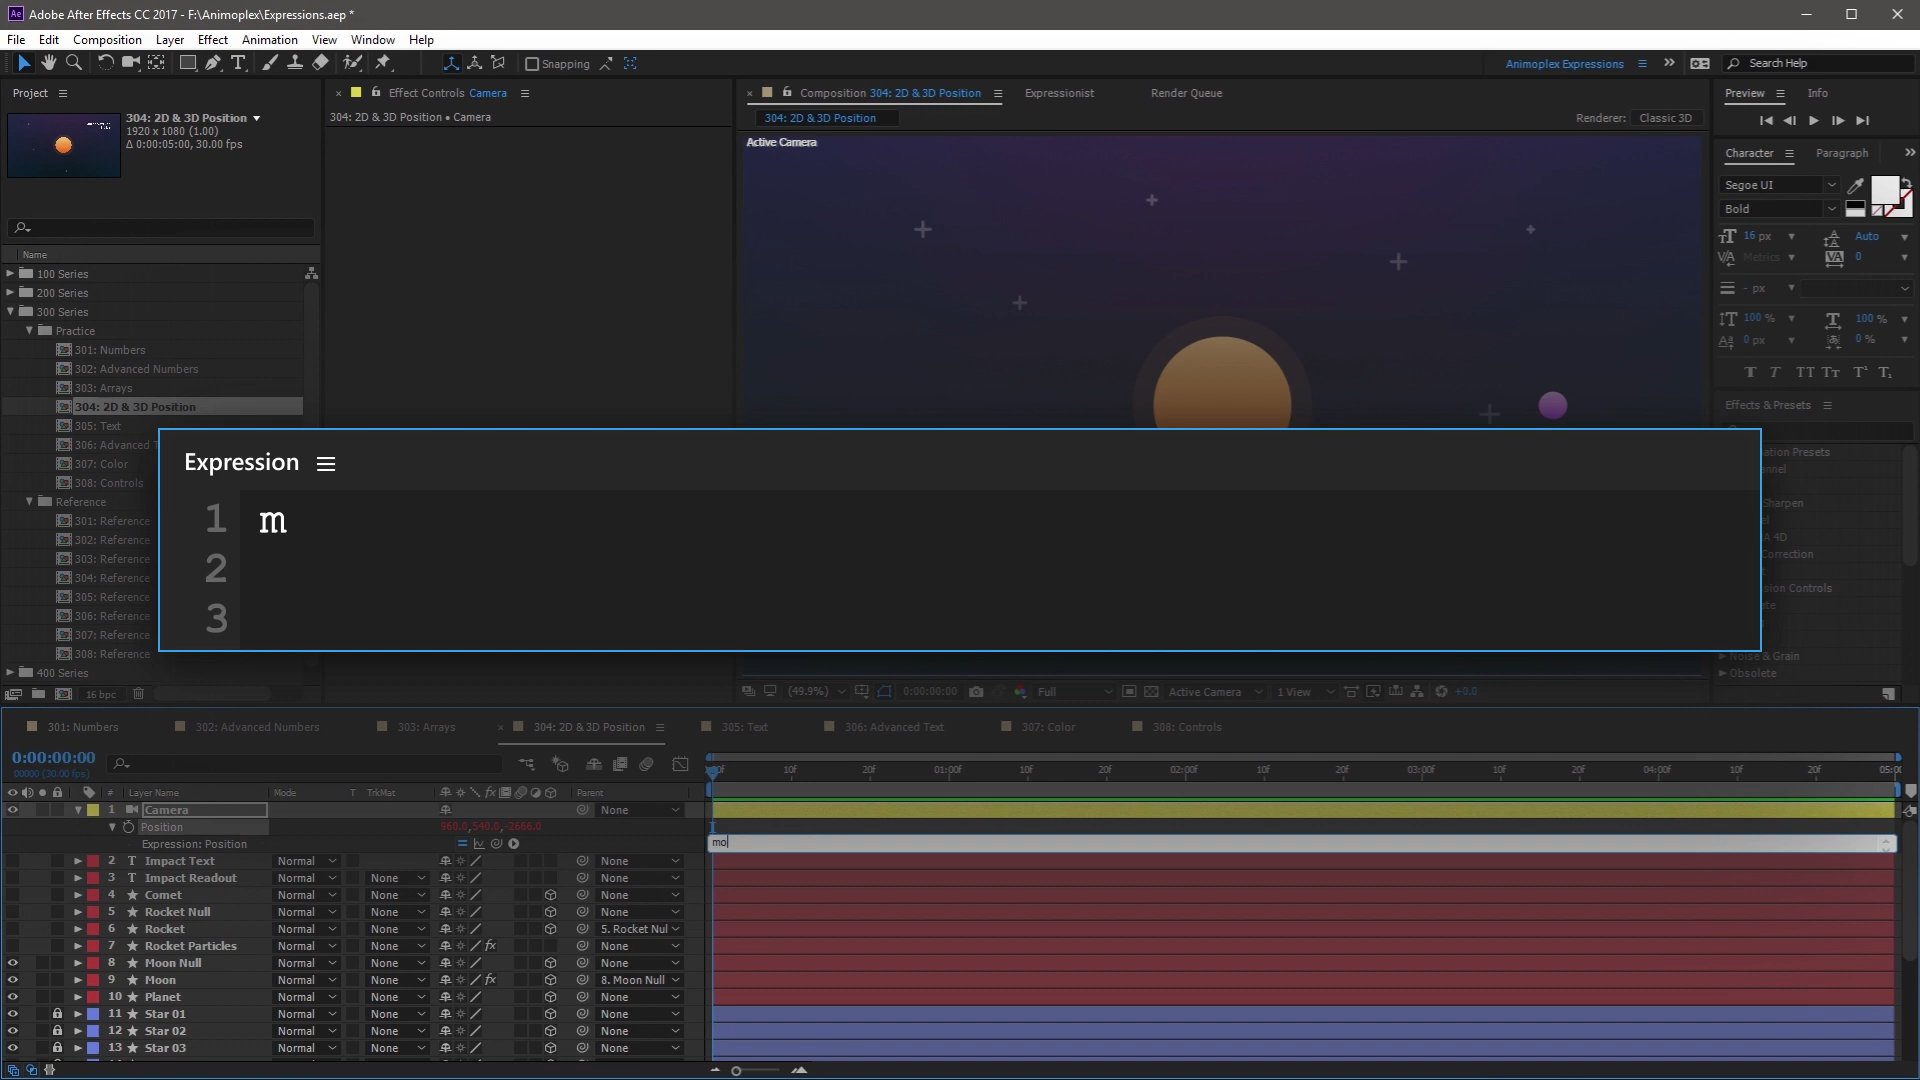 Adobe After Effects CC 2017 - F:\Animoplex\Expressions.aep *
File Edit Composition Layer Effect Animation View Window Help
Snapping
Animoplex Expressions
Search Help
Project
304: 2D & 3D Position
1920 x 1080 (1.00)
Δ 0:00:05:00, 30.00 fps
Name
100 Series
200 Series
300 Series
Practice
301: Numbers
302: Advanced Numbers
303: Arrays
304: 2D & 3D Position
305: Text
306: Advanced T
307: Color
308: Controls
Reference
301: Reference
302: Reference
303: Reference
304: Reference
305: Reference
306: Reference
307: Reference
308: Reference
400 Series
16 bpc
Effect Controls Camera
304: 2D & 3D Position • Camera
Composition 304: 2D & 3D Position
Expressionist
Render Queue
304: 2D & 3D Position
Renderer: Classic 3D
Active Camera
Expression
1 m
2
3
(49.9%) 0:00:00:00 Full Active Camera 1 View +0.0
Preview Info
Character Paragraph
Segoe UI
Bold
16 px Auto
Metrics 0
- px
100 % 100 %
0 px 0 %
Effects & Presets
ation Presets
nnel
Sharpen
el
A 4D
Correction
t
sion Controls
ate
Noise & Grain
Obsolete
301: Numbers 302: Advanced Numbers 303: Arrays 304: 2D & 3D Position 305: Text 306: Advanced Text 307: Color 308: Controls
0:00:00:00
00000 (30.00 fps)
10f 20f 01:00f 10f 20f 02:00f 10f 20f 03:00f 10f 20f 04:00f 10f 20f 05:00
# Layer Name Mode T TrkMat Parent
1 Camera None
Position 960.0,540.0,-2666.0
Expression: Position mo
2 Impact Text Normal None
3 Impact Readout Normal None None
4 Comet Normal None None
5 Rocket Null Normal None None
6 Rocket Normal None 5. Rocket Nul
7 Rocket Particles Normal None None
8 Moon Null Normal None None
9 Moon Normal None 8. Moon Null
10 Planet Normal None None
11 Star 01 Normal None None
12 Star 02 Normal None None
13 Star 03 Normal None None